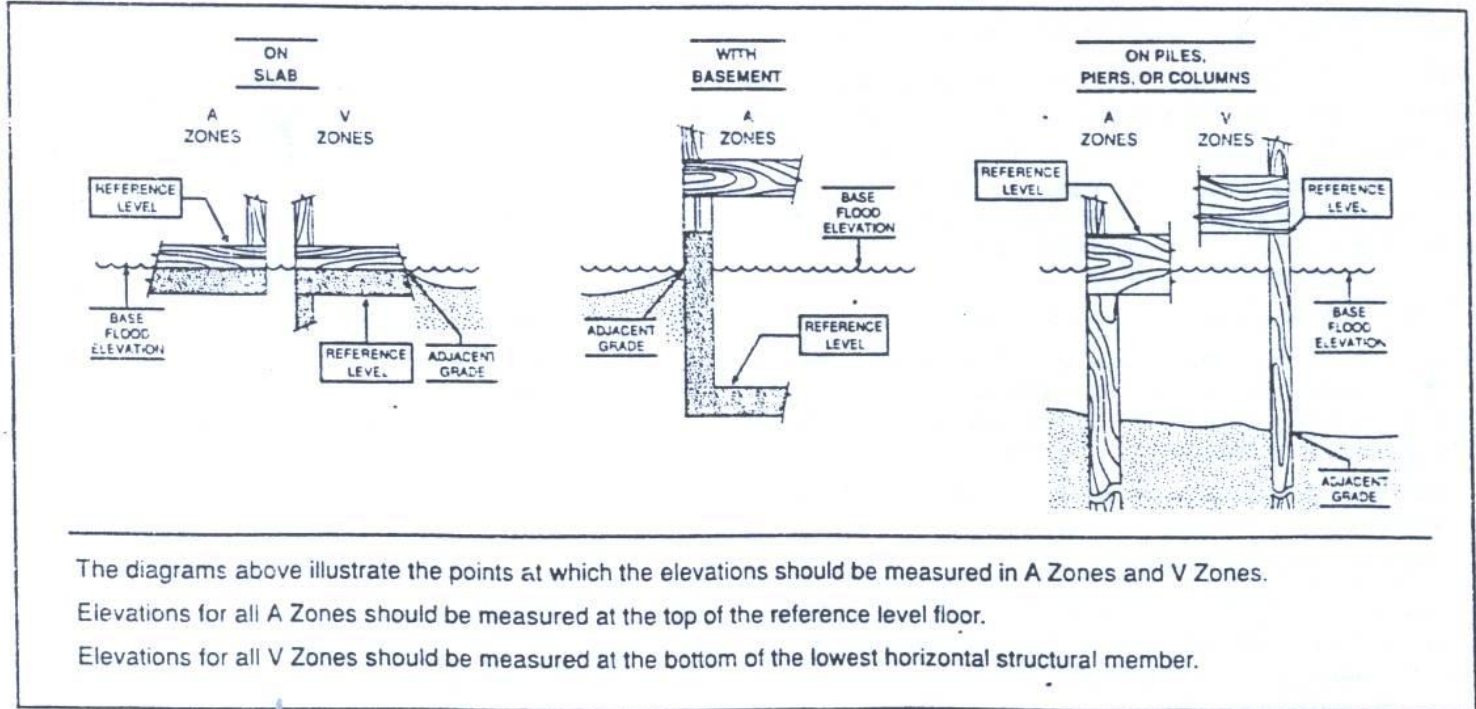 ON
SLAB
A
ZONES
V
ZONES
REFERENCE
LEVEL
BASE
FLOOD
ELEVATION
REFERENCE
LEVEL
ADJACENT
GRADE
WITH
BASEMENT
A
ZONES
BASE
FLOOD
ELEVATION
ADJACENT
GRADE
REFERENCE
LEVEL
ON PILES,
PIERS, OR COLUMNS
A
ZONES
V
ZONES
REFERENCE
LEVEL
REFERENCE
LEVEL
BASE
FLOOD
ELEVATION
ADJACENT
GRADE
The diagrams above illustrate the points at which the elevations should be measured in A Zones and V Zones.
Elevations for all A Zones should be measured at the top of the reference level floor.
Elevations for all V Zones should be measured at the bottom of the lowest horizontal structural member.